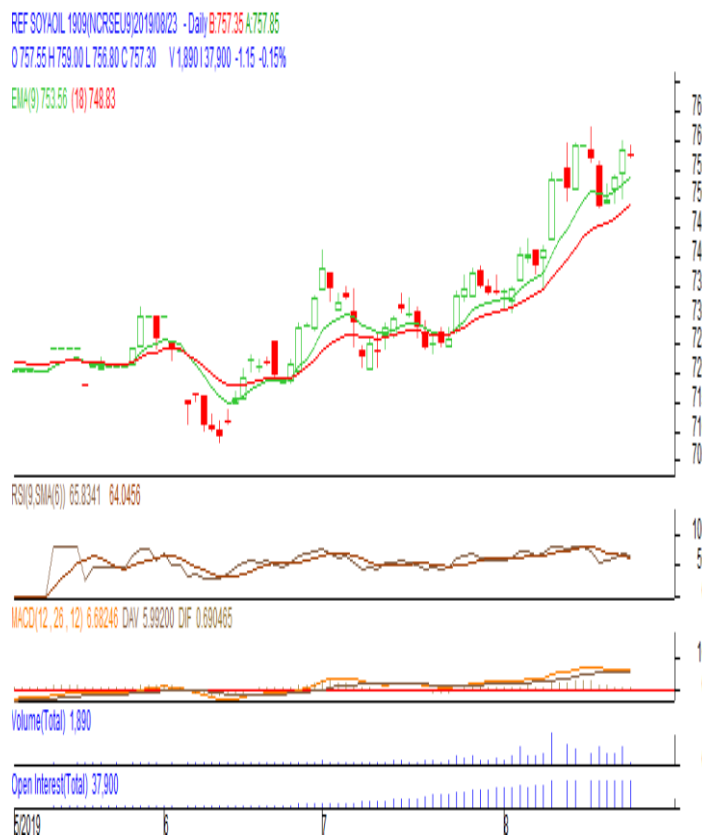 REF SOYAOIL 1909(NCRSEU9)2019/08/23 - Daily B:757.35 A:757.85
O 757.55 H 759.00 L 756.80 C 757.30 V 1,890 I 37,900 -1.15 -0.15%
EMA(9) 753.56 (18) 748.83
76
76
75
75
74
74
73
73
72
72
71
71
70
RSI(9,SMA(6)) 65.8341 64.0456
10
5
MACD(12 , 26 , 12) 6.68246 DAV 5.99200 DIF 0.690465
1
Volume(Total) 1,890
Open Interest(Total) 37,900
5/2019 6 7 8